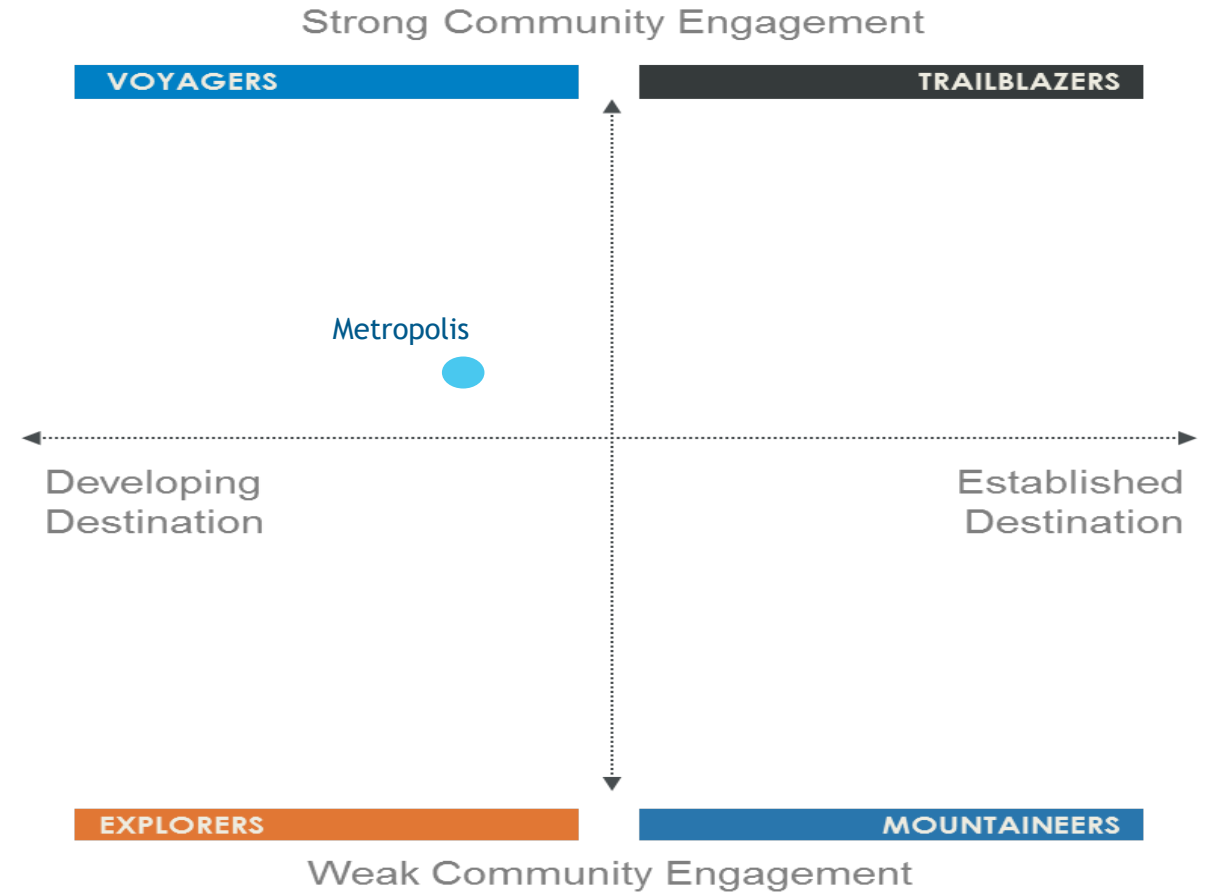 Strong Community Engagement
VOYAGERS
TRAILBLAZERS
Metropolis
Developing
Destination
Established
Destination
EXPLORERS
MOUNTAINEERS
Weak Community Engagement